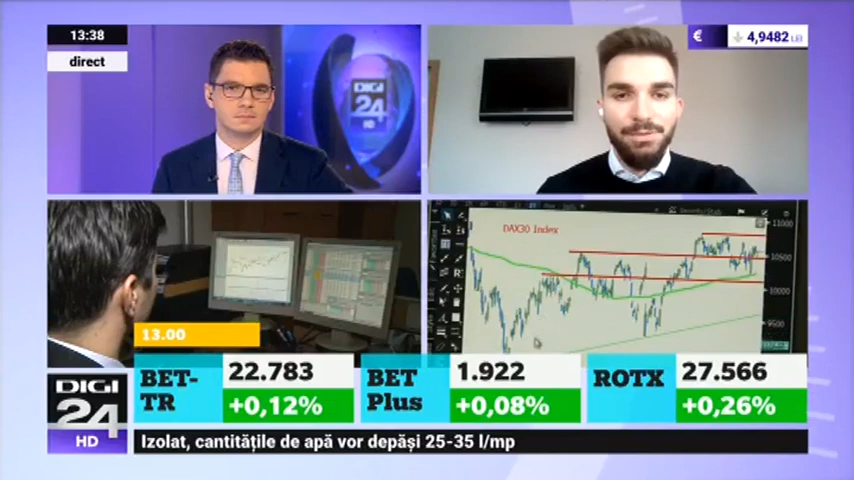 13:38
direct
DIGI
24
HD
€ 4,9482 LEI
DAX30 Index
11000
10500
10000
9500
13.00
BET-TR
22.783
+0,12%
BET Plus
1.922
+0,08%
ROTX
27.566
+0,26%
DIGI
24
HD
Izolat, cantitățile de apă vor depăși 25-35 l/mp